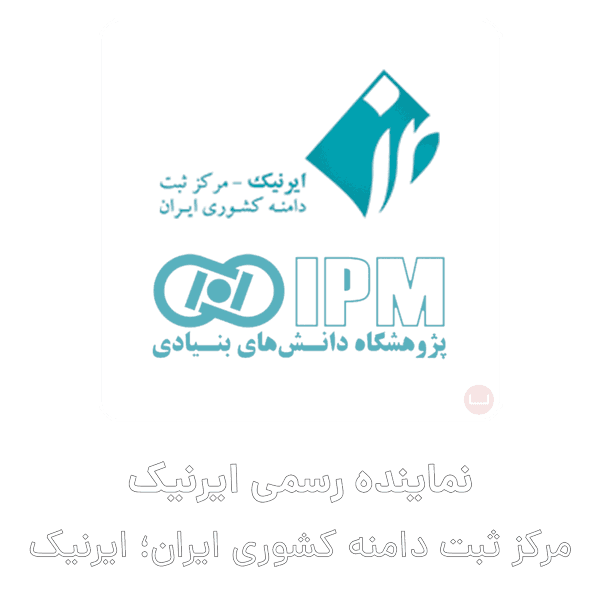 ایرنیک - مرکز ثبت
دامنه کشوری ایران
IPM
پژوهشگاه دانش‌های بنیادی
نماینده رسمی ایرنیک
مرکز ثبت دامنه کشوری ایران؛ ایرنیک